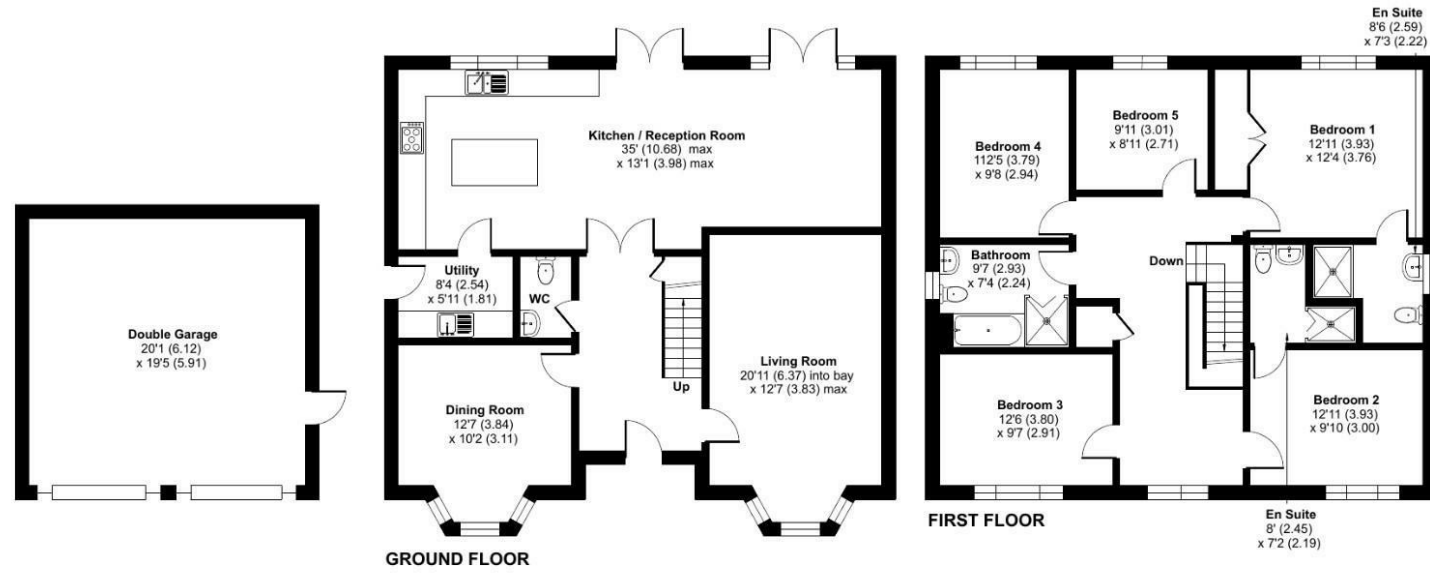 Double Garage
20'1 (6.12)
x 19'5 (5.91)
Kitchen / Reception Room
35' (10.68) max
x 13'1 (3.98) max
Utility
8'4 (2.54)
x 5'11 (1.81)
WC
Up
Dining Room
12'7 (3.84)
x 10'2 (3.11)
Living Room
20'11 (6.37) into bay
x 12'7 (3.83) max
GROUND FLOOR
En Suite
8'6 (2.59)
x 7'3 (2.22)
Bedroom 4
112'5 (3.79)
x 9'8 (2.94)
Bedroom 5
9'11 (3.01)
x 8'11 (2.71)
Bedroom 1
12'11 (3.93)
x 12'4 (3.76)
Bathroom
9'7 (2.93)
x 7'4 (2.24)
Down
Bedroom 3
12'6 (3.80)
x 9'7 (2.91)
Bedroom 2
12'11 (3.93)
x 9'10 (3.00)
En Suite
8' (2.45)
x 7'2 (2.19)
FIRST FLOOR